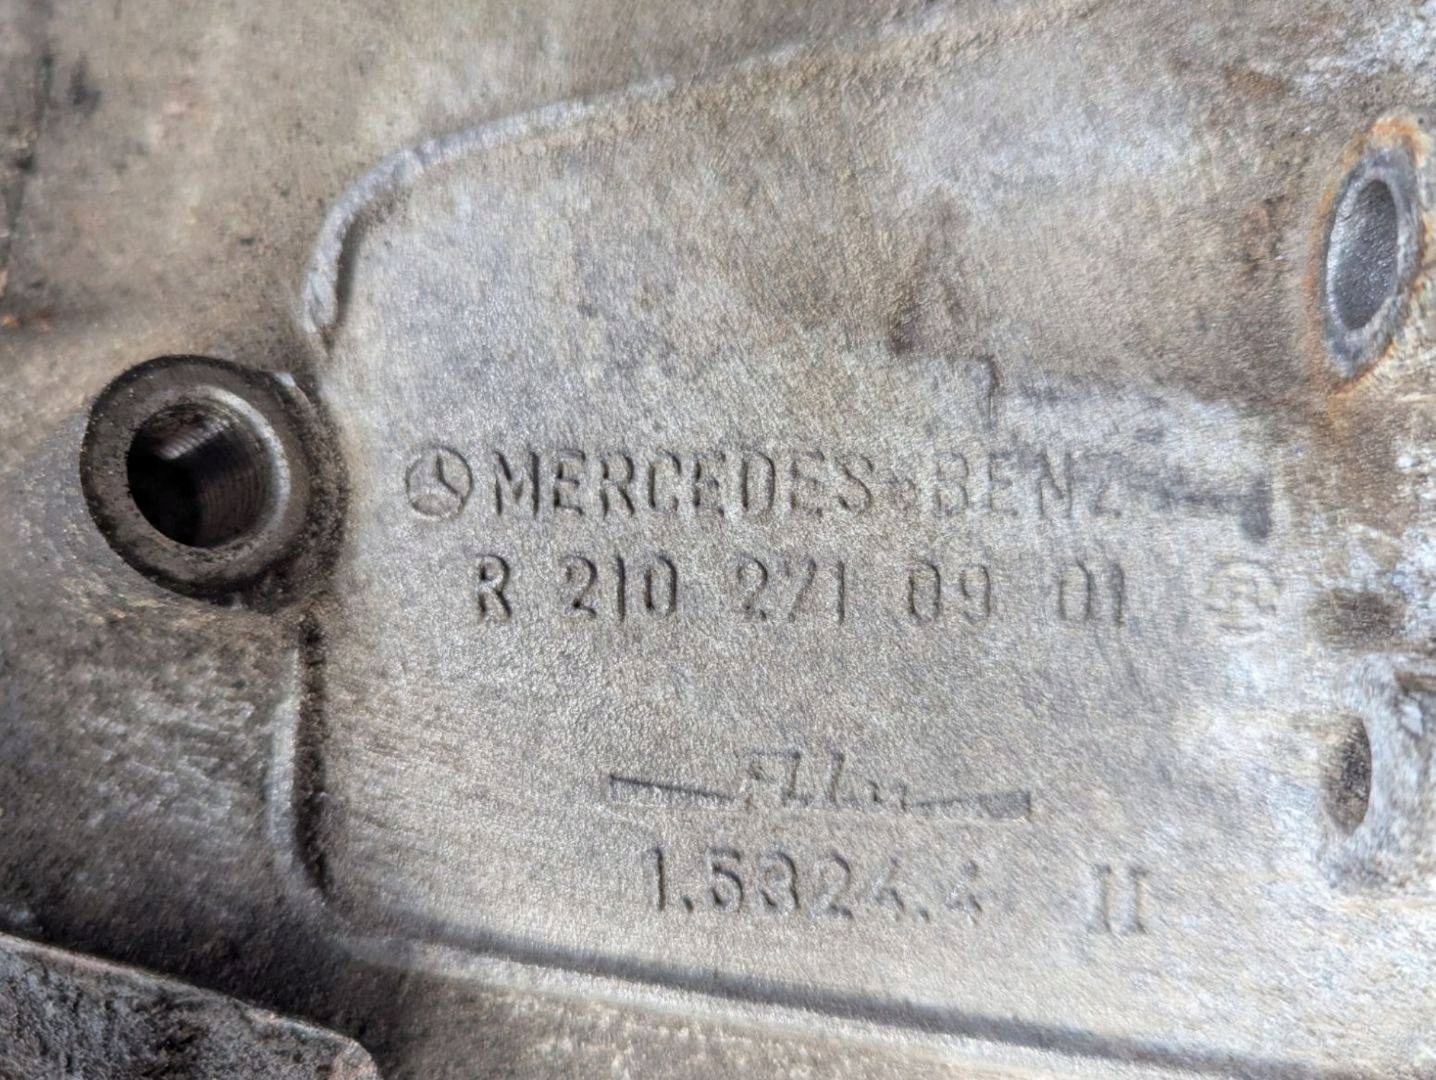 MERCEDES-BENZ
R 210 271 09 01
1.5324.4 II